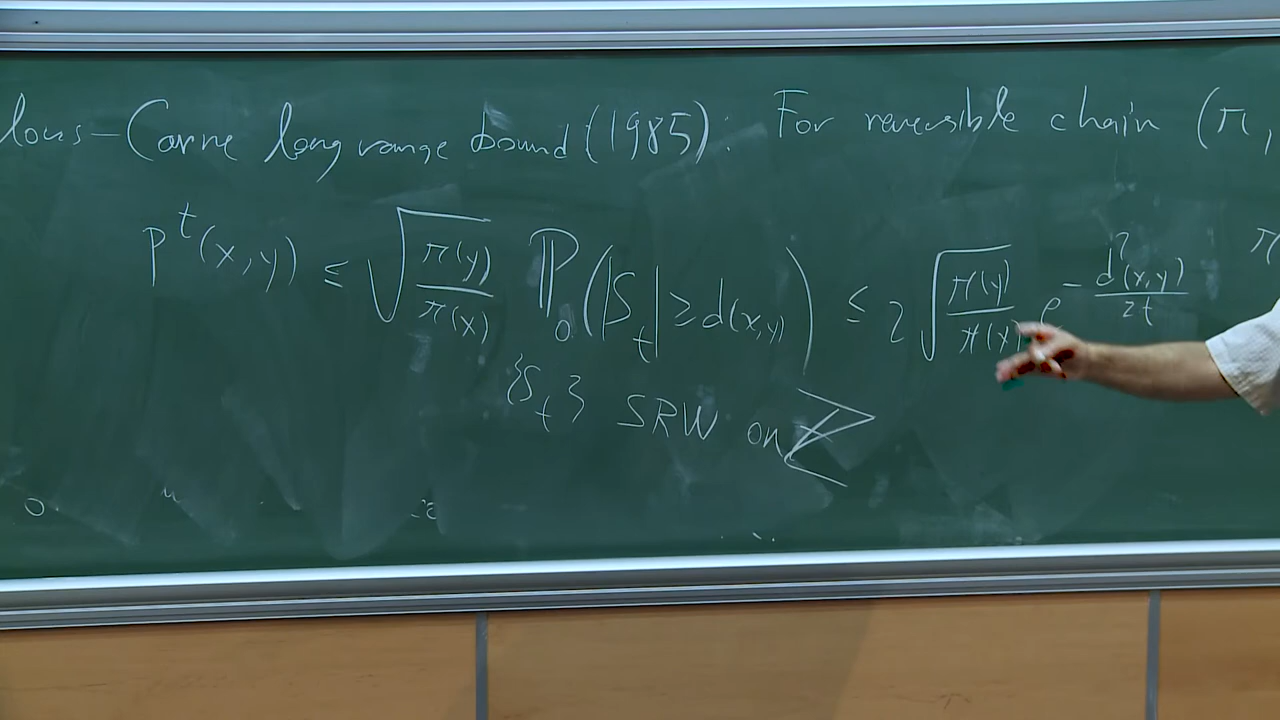 lous–Carne long range bound (1985): For reversible chain (π,
p^t(x,y) ≤ √(π(y)/π(x)) ℙ_0(|S_t| ≥ d(x,y)) ≤ 2√(π(y)/π(x)) e^{-d²(x,y)/2t} π
{S_t} SRW on ℤ